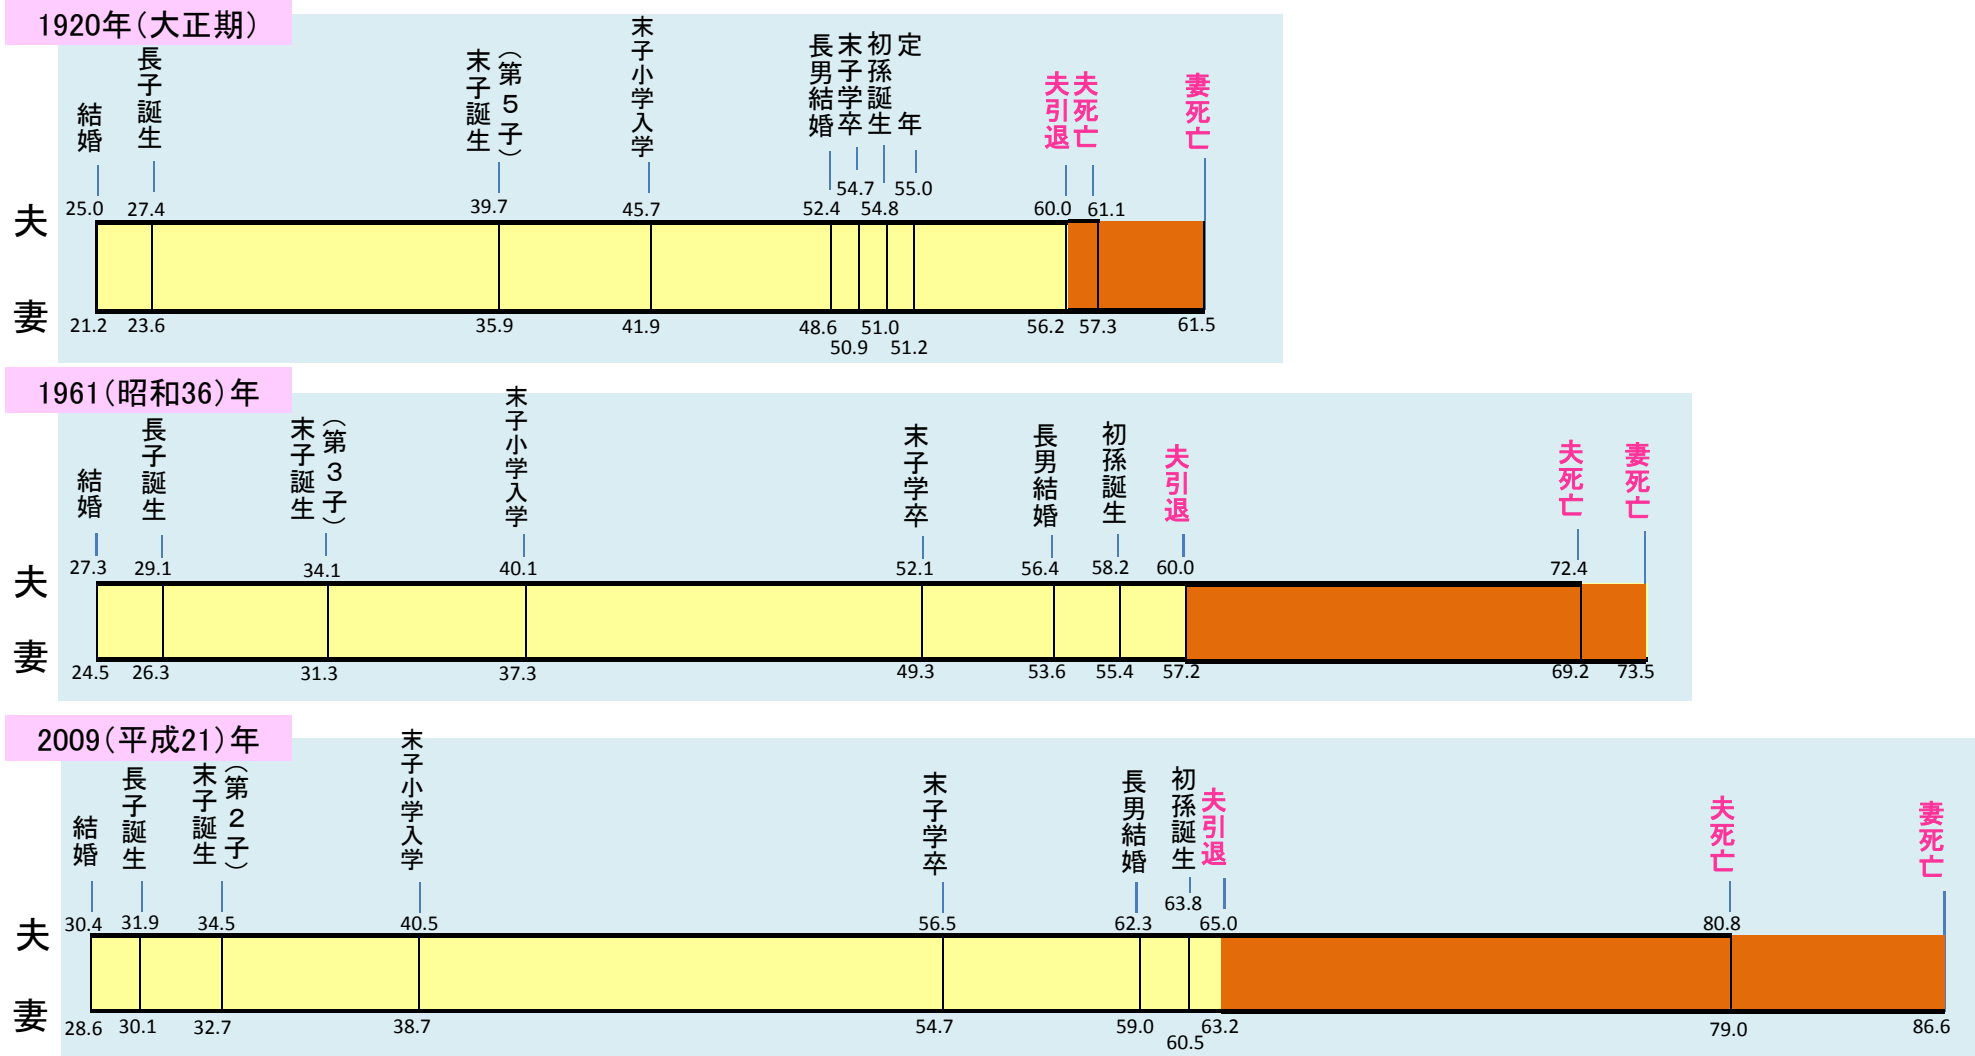 1920年(大正期)
結婚
長子誕生
末子誕生
(第5子)
末子小学入学
長男結婚
末子学卒
初孫誕生
定年
夫引退
夫死亡
妻死亡
夫
25.0 27.4 39.7 45.7 52.4 54.7 54.8 55.0 60.0 61.1
妻
21.2 23.6 35.9 41.9 48.6 50.9 51.0 51.2 56.2 57.3 61.5
1961(昭和36)年
結婚
長子誕生
末子誕生
(第3子)
末子小学入学
末子学卒
長男結婚
初孫誕生
夫引退
夫死亡
妻死亡
夫
27.3 29.1 34.1 40.1 52.1 56.4 58.2 60.0 72.4
妻
24.5 26.3 31.3 37.3 49.3 53.6 55.4 57.2 69.2 73.5
2009(平成21)年
結婚
長子誕生
末子誕生
(第2子)
末子小学入学
末子学卒
長男結婚
初孫誕生
夫引退
夫死亡
妻死亡
夫
30.4 31.9 34.5 40.5 56.5 62.3 63.8 65.0 80.8
妻
28.6 30.1 32.7 38.7 54.7 59.0 60.5 63.2 79.0 86.6